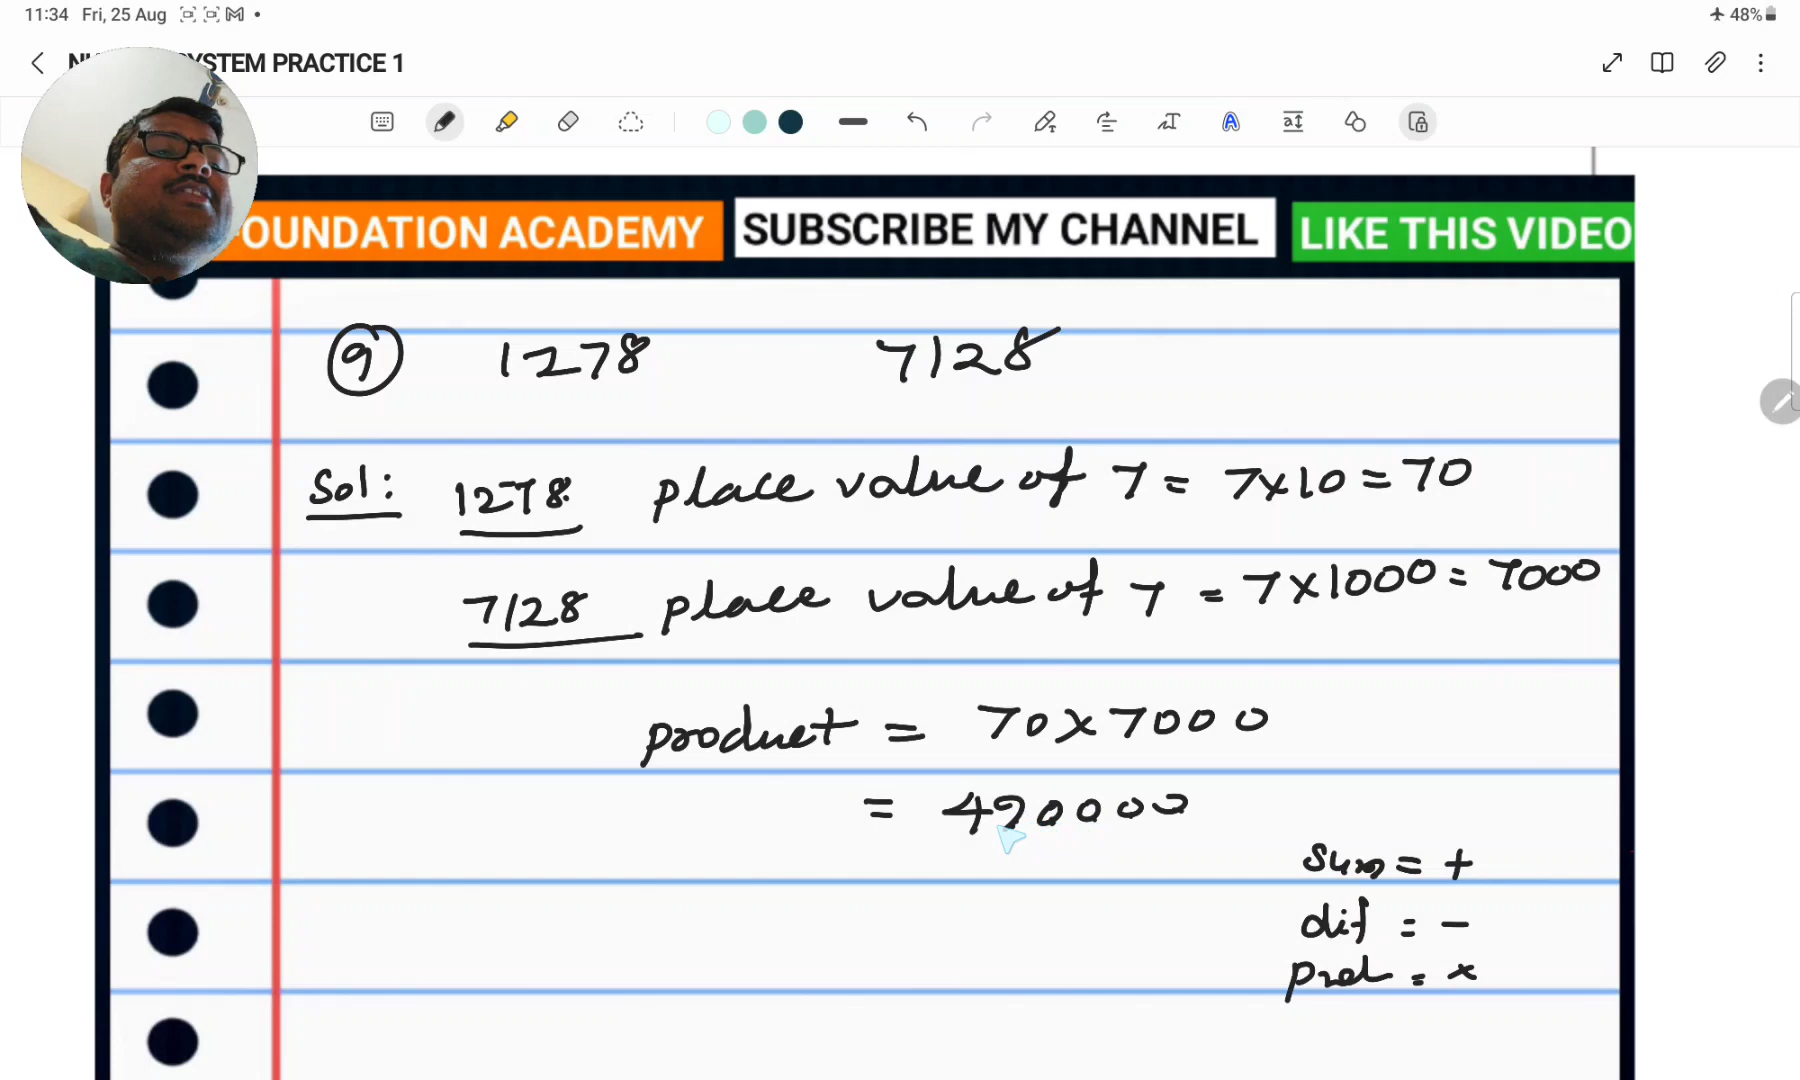 11:34 Fri, 25 Aug
48%
SYSTEM PRACTICE 1
OUNDATION ACADEMY SUBSCRIBE MY CHANNEL LIKE THIS VIDEO
9 1278 7128
Sol: 1278 place value of 7 = 7×10 = 70
7128 place value of 7 = 7×1000 = 7000
product = 70×7000
= 490000
sum = +
dif = -
prod = ×